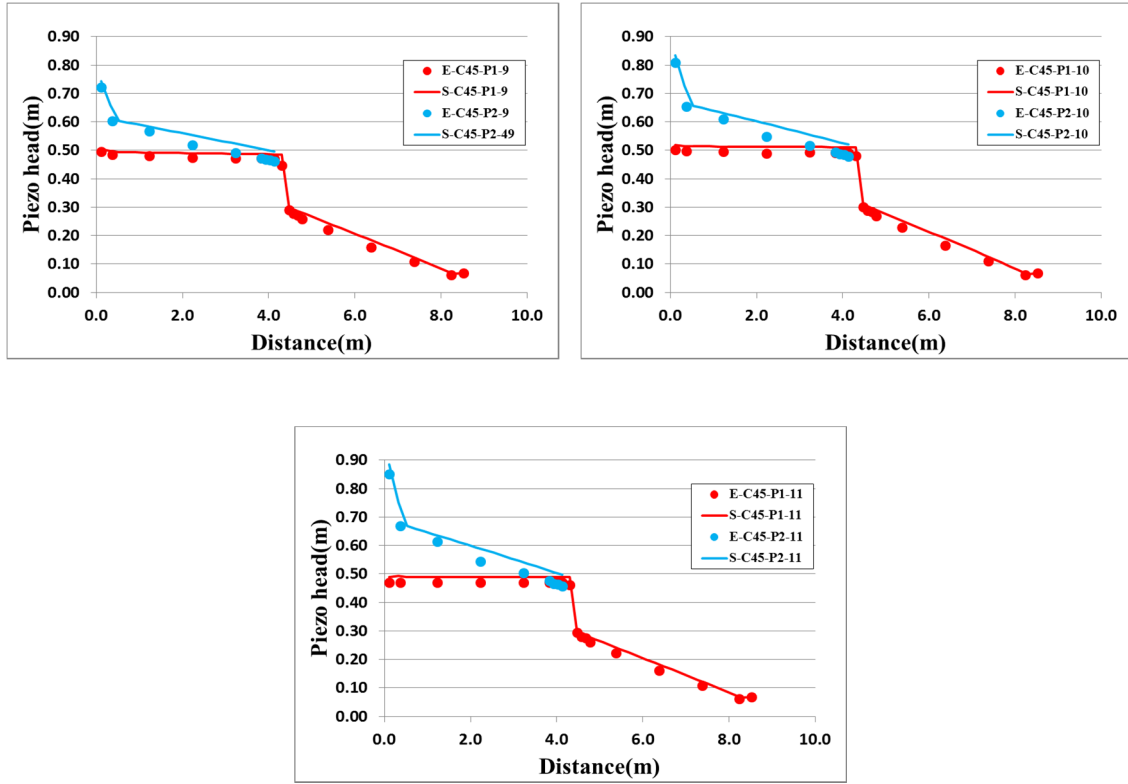 0.90
0.80
0.70
0.60
0.50
0.40
0.30
0.20
0.10
0.00
Piezo head(m)
0.0 2.0 4.0 6.0 8.0 10.0
Distance(m)
E-C45-P1-9
S-C45-P1-9
E-C45-P2-9
S-C45-P2-49
0.90
0.80
0.70
0.60
0.50
0.40
0.30
0.20
0.10
0.00
Piezo head(m)
0.0 2.0 4.0 6.0 8.0 10.0
Distance(m)
E-C45-P1-10
S-C45-P1-10
E-C45-P2-10
S-C45-P2-10
0.90
0.80
0.70
0.60
0.50
0.40
0.30
0.20
0.10
0.00
Piezo head(m)
0.0 2.0 4.0 6.0 8.0 10.0
Distance(m)
E-C45-P1-11
S-C45-P1-11
E-C45-P2-11
S-C45-P2-11